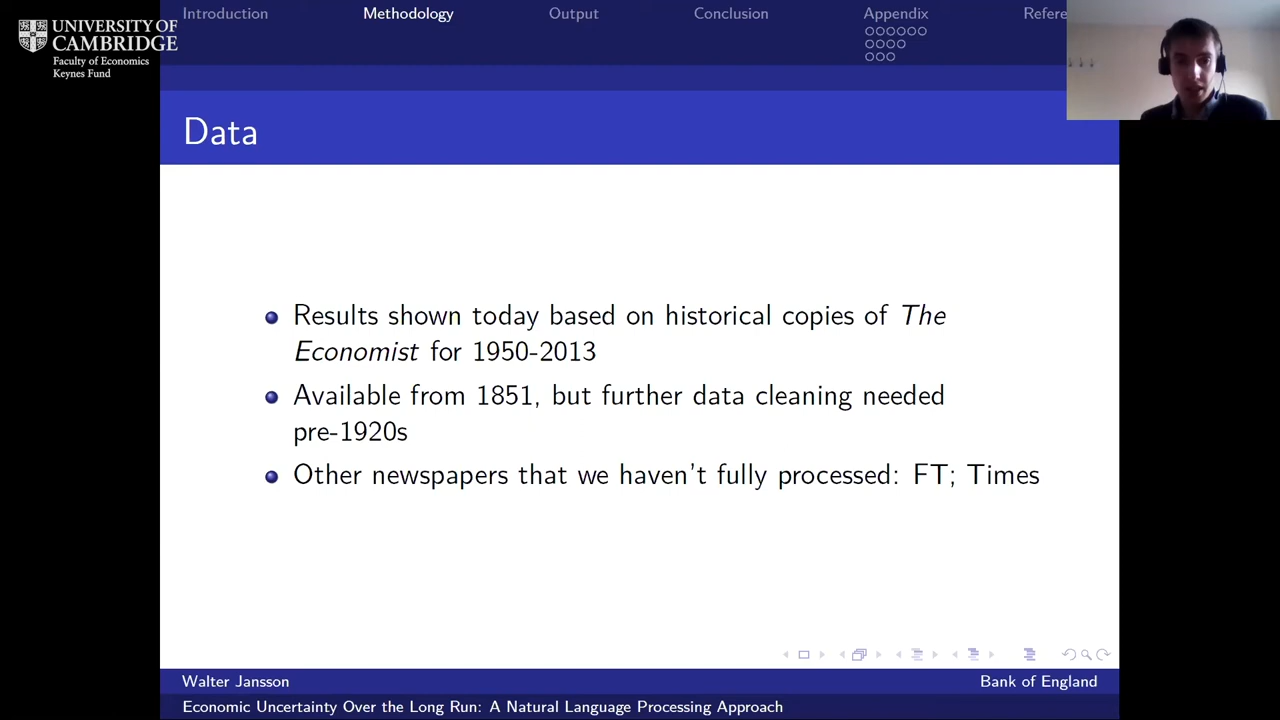 UNIVERSITY OF
CAMBRIDGE
Faculty of Economics
Keynes Fund
Introduction Methodology Output Conclusion Appendix Refere
Data
Results shown today based on historical copies of The
Economist for 1950-2013
Available from 1851, but further data cleaning needed
pre-1920s
Other newspapers that we haven't fully processed: FT; Times
Walter Jansson Bank of England
Economic Uncertainty Over the Long Run: A Natural Language Processing Approach